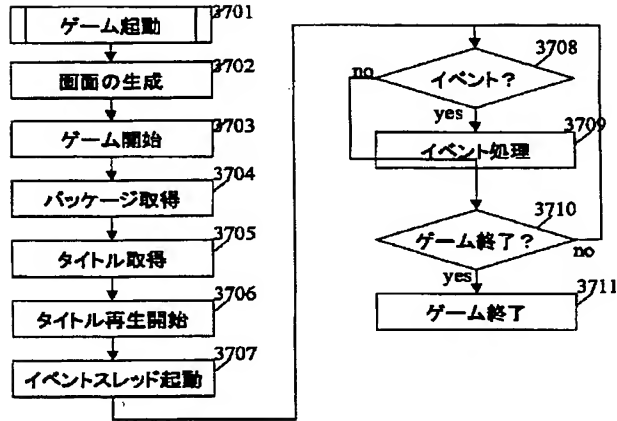 ゲーム起動
3701
画面の生成
3702
ゲーム開始
3703
パッケージ取得
3704
タイトル取得
3705
タイトル再生開始
3706
イベントスレッド起動
3707
イベント?
3708
no
yes
イベント処理
3709
ゲーム終了?
3710
no
yes
ゲーム終了
3711